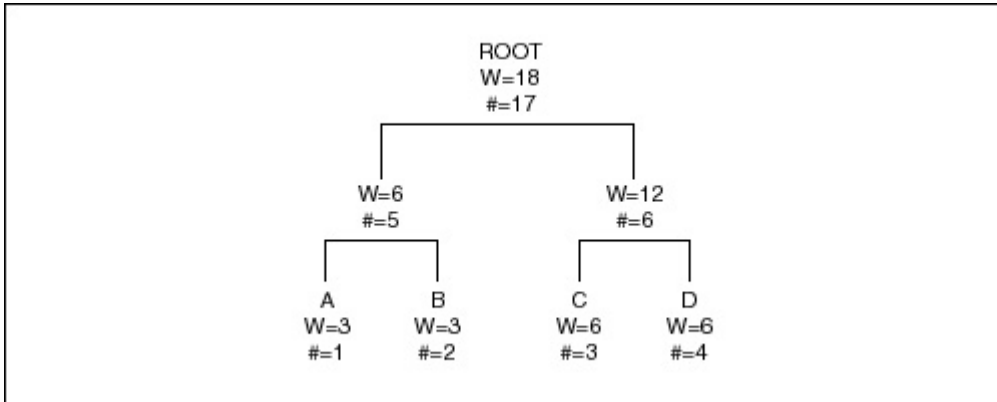 ROOT
W=18
#=17
W=6
#=5
W=12
#=6
A
W=3
#=1
B
W=3
#=2
C
W=6
#=3
D
W=6
#=4